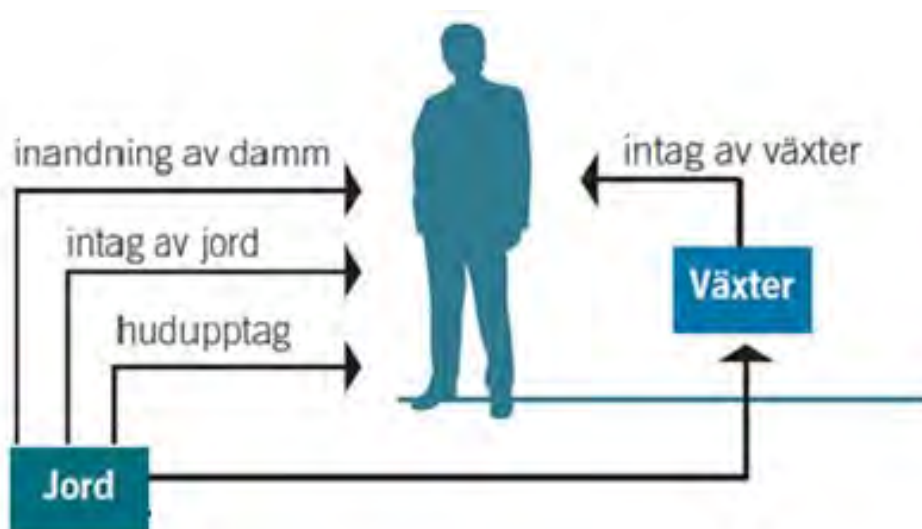 inandning av damm
intag av växter
intag av jord
Växter
hudupptag
Jord